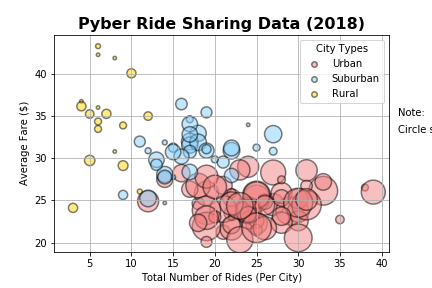 Pyber Ride Sharing Data (2018)
City Types
Urban
Suburban
Rural
Note:
Circle
Average Fare ($)
40
35
30
25
20
5 10 15 20 25 30 35 40
Total Number of Rides (Per City)